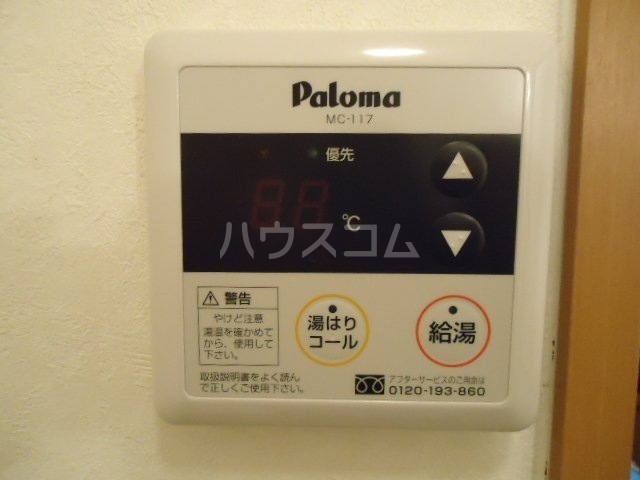 Paloma
MC-117
優先
℃
ハウスコム
警告
やけど注意
湯温を確かめて
から、使用して
下さい。
湯はり
コール
給湯
取扱説明書をよく読ん
で正しくご使用下さい。
アフターサービスのご用命は
0120-193-860